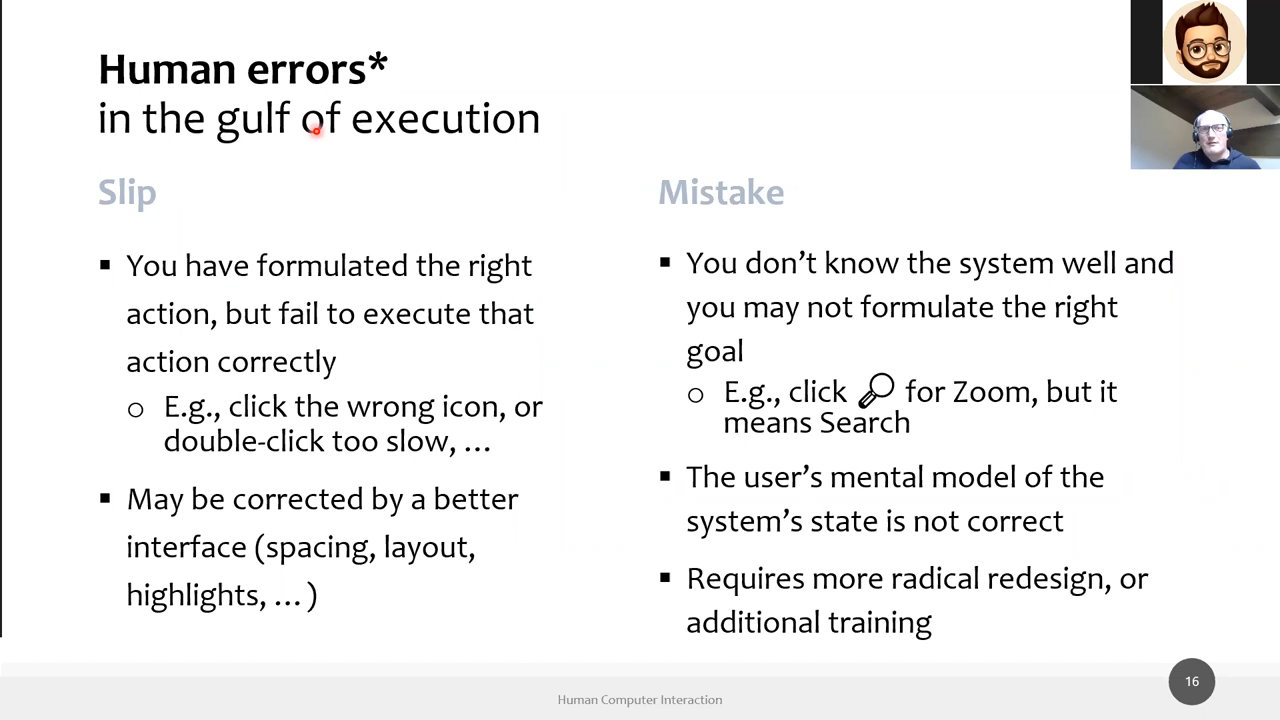 Human errors*
in the gulf of execution
Slip
▪ You have formulated the right
action, but fail to execute that
action correctly
o E.g., click the wrong icon, or
double-click too slow, …
▪ May be corrected by a better
interface (spacing, layout,
highlights, … )
Mistake
▪ You don’t know the system well and
you may not formulate the right
goal
o E.g., click 🔎 for Zoom, but it
means Search
▪ The user’s mental model of the
system’s state is not correct
▪ Requires more radical redesign, or
additional training
Human Computer Interaction
16